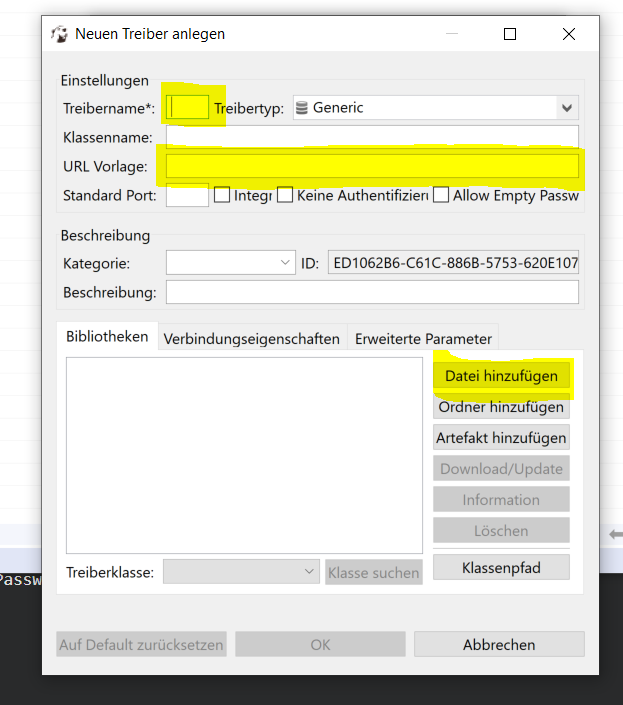 Neuen Treiber anlegen
Einstellungen
Treibername*: Treibertyp: Generic
Klassenname:
URL Vorlage:
Standard Port: Integr Keine Authentifizieru Allow Empty Passw
Beschreibung
Kategorie: ID: ED1062B6-C61C-886B-5753-620E107
Beschreibung:
Bibliotheken Verbindungseigenschaften Erweiterte Parameter
Datei hinzufügen
Ordner hinzufügen
Artefakt hinzufügen
Download/Update
Information
Löschen
Treiberklasse: Klasse suchen Klassenpfad
Passw
Auf Default zurücksetzen OK Abbrechen